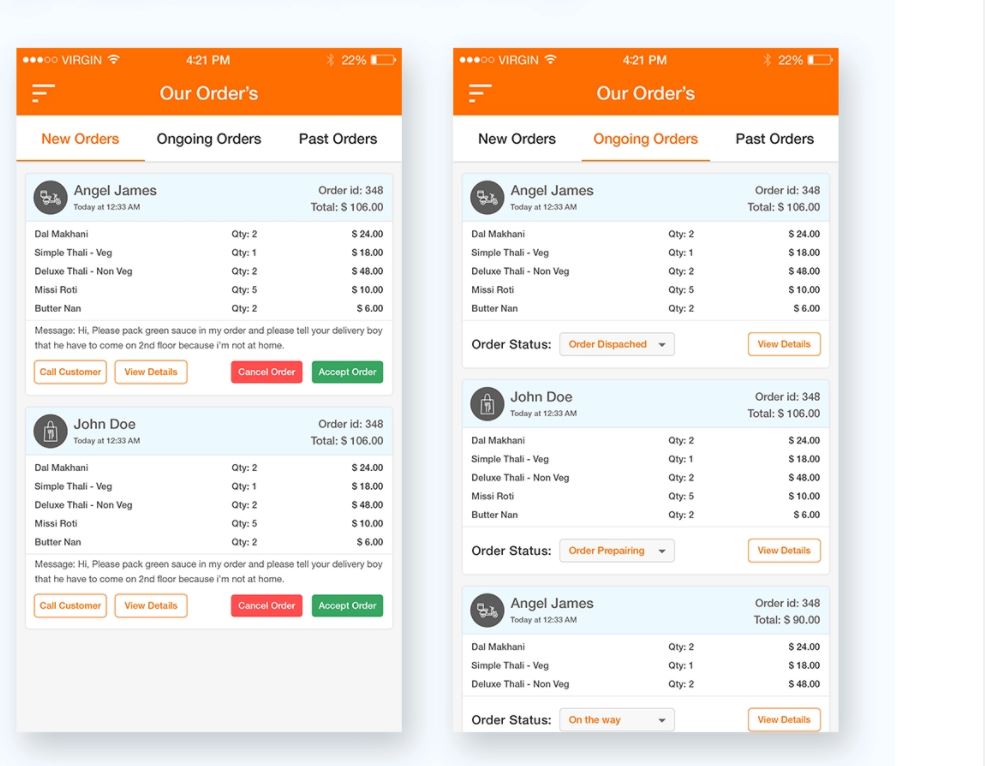 VIRGIN 4:21 PM 22%
Our Order's
New Orders Ongoing Orders Past Orders
Angel James Order id: 348
Today at 12:33 AM Total: $ 106.00
Dal Makhani Qty: 2 $ 24.00
Simple Thali - Veg Qty: 1 $ 18.00
Deluxe Thali - Non Veg Qty: 2 $ 48.00
Missi Roti Qty: 5 $ 10.00
Butter Nan Qty: 2 $ 6.00
Message: Hi, Please pack green sauce in my order and please tell your delivery boy
that he have to come on 2nd floor because i'm not at home.
Call Customer View Details Cancel Order Accept Order
John Doe Order id: 348
Today at 12:33 AM Total: $ 106.00
Dal Makhani Qty: 2 $ 24.00
Simple Thali - Veg Qty: 1 $ 18.00
Deluxe Thali - Non Veg Qty: 2 $ 48.00
Missi Roti Qty: 5 $ 10.00
Butter Nan Qty: 2 $ 6.00
Message: Hi, Please pack green sauce in my order and please tell your delivery boy
that he have to come on 2nd floor because i'm not at home.
Call Customer View Details Cancel Order Accept Order
VIRGIN 4:21 PM 22%
Our Order's
New Orders Ongoing Orders Past Orders
Angel James Order id: 348
Today at 12:33 AM Total: $ 106.00
Dal Makhani Qty: 2 $ 24.00
Simple Thali - Veg Qty: 1 $ 18.00
Deluxe Thali - Non Veg Qty: 2 $ 48.00
Missi Roti Qty: 5 $ 10.00
Butter Nan Qty: 2 $ 6.00
Order Status: Order Dispached View Details
John Doe Order id: 348
Today at 12:33 AM Total: $ 106.00
Dal Makhani Qty: 2 $ 24.00
Simple Thali - Veg Qty: 1 $ 18.00
Deluxe Thali - Non Veg Qty: 2 $ 48.00
Missi Roti Qty: 5 $ 10.00
Butter Nan Qty: 2 $ 6.00
Order Status: Order Prepairing View Details
Angel James Order id: 348
Today at 12:33 AM Total: $ 90.00
Dal Makhani Qty: 2 $ 24.00
Simple Thali - Veg Qty: 1 $ 18.00
Deluxe Thali - Non Veg Qty: 2 $ 48.00
Order Status: On the way View Details